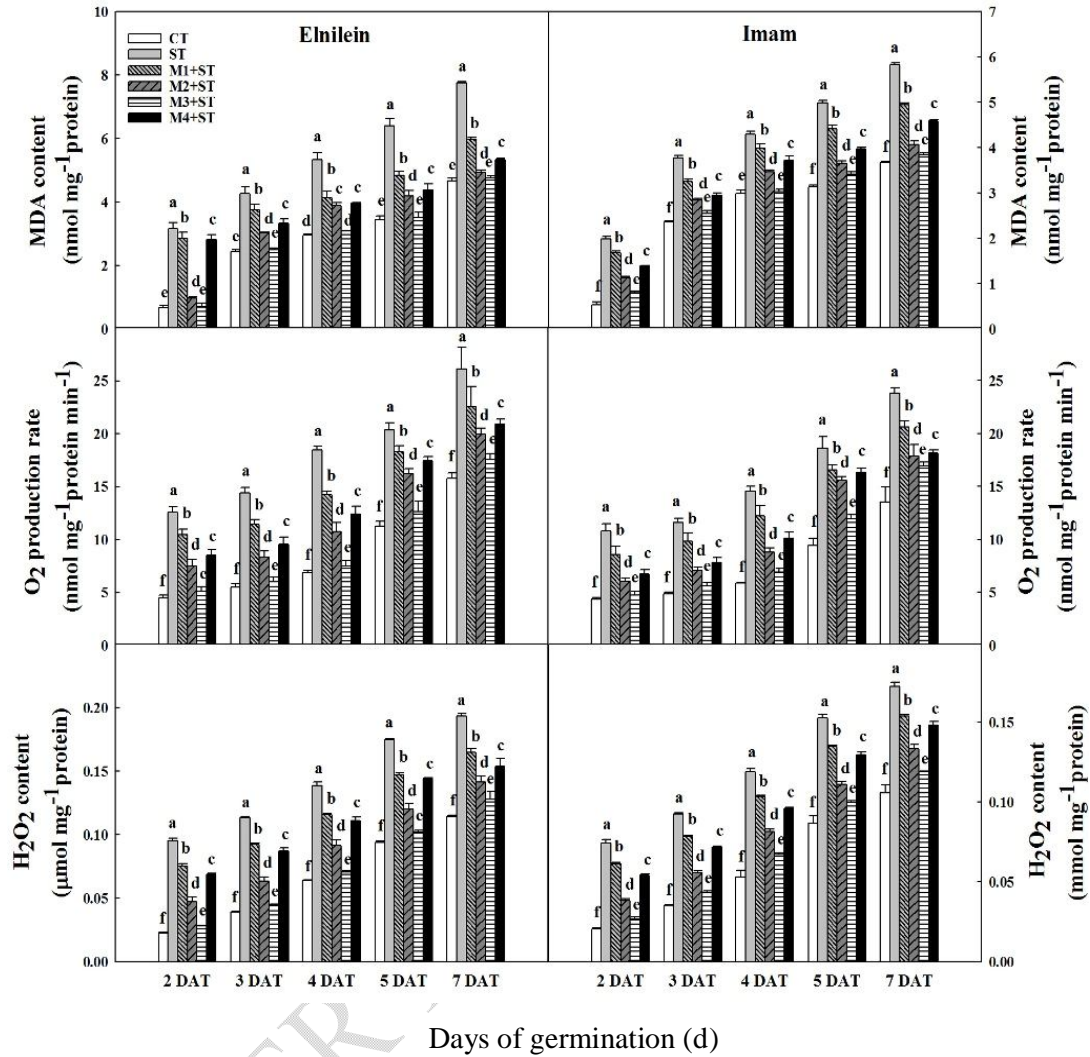 Elnilein
Imam
CT
ST
M1+ST
M2+ST
M3+ST
M4+ST
MDA content
(nmol mg-1protein)
10
8
6
4
2
0
e a b d e c
c a b d e c
d a b c d c
e a b d e c
e a b d e c
f a b d e c
f a b d e c
f a b d e c
f a b d e c
f a b d e c
7
6
5
4
3
2
1
0
MDA content
(nmol mg-1protein)
O2 production rate
(nmol mg-1protein min-1)
25
20
15
10
5
0
f a b d e c
f a b d e c
f a b d e c
f a b d e c
f a b d e c
f a b d e c
f a b d e c
f a b d e c
f a b d e c
f a b d e c
25
20
15
10
5
0
O2 production rate
(nmol mg-1protein min-1)
H2O2 content
(µmol mg-1protein)
0.20
0.15
0.10
0.05
0.00
f a b d e c
f a b d e c
f a b d e c
f a b d e c
f a b d e c
f a b d e c
f a b d e c
f a b d e c
f a b d e c
f a b d e c
0.15
0.10
0.05
0.00
H2O2 content
(mmol mg-1protein)
2 DAT 3 DAT 4 DAT 5 DAT 7 DAT
2 DAT 3 DAT 4 DAT 5 DAT 7 DAT
Days of germination (d)